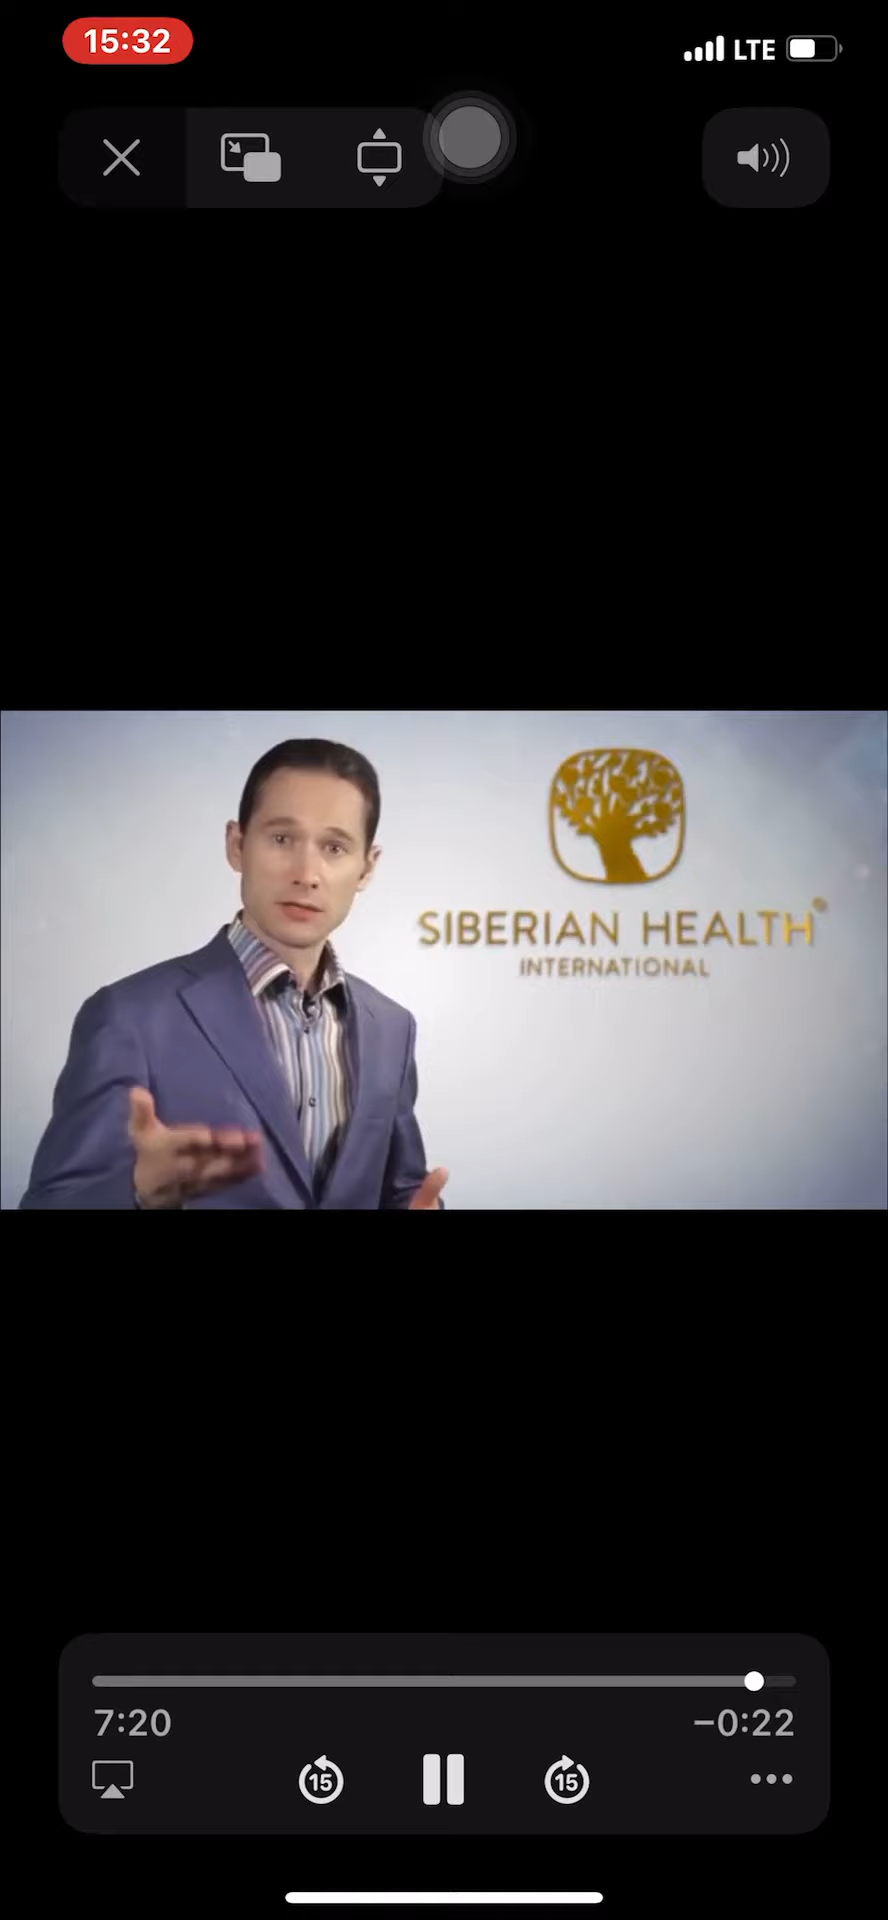 15:32
LTE
SIBERIAN HEALTH
INTERNATIONAL
7:20
−0:22
15
15